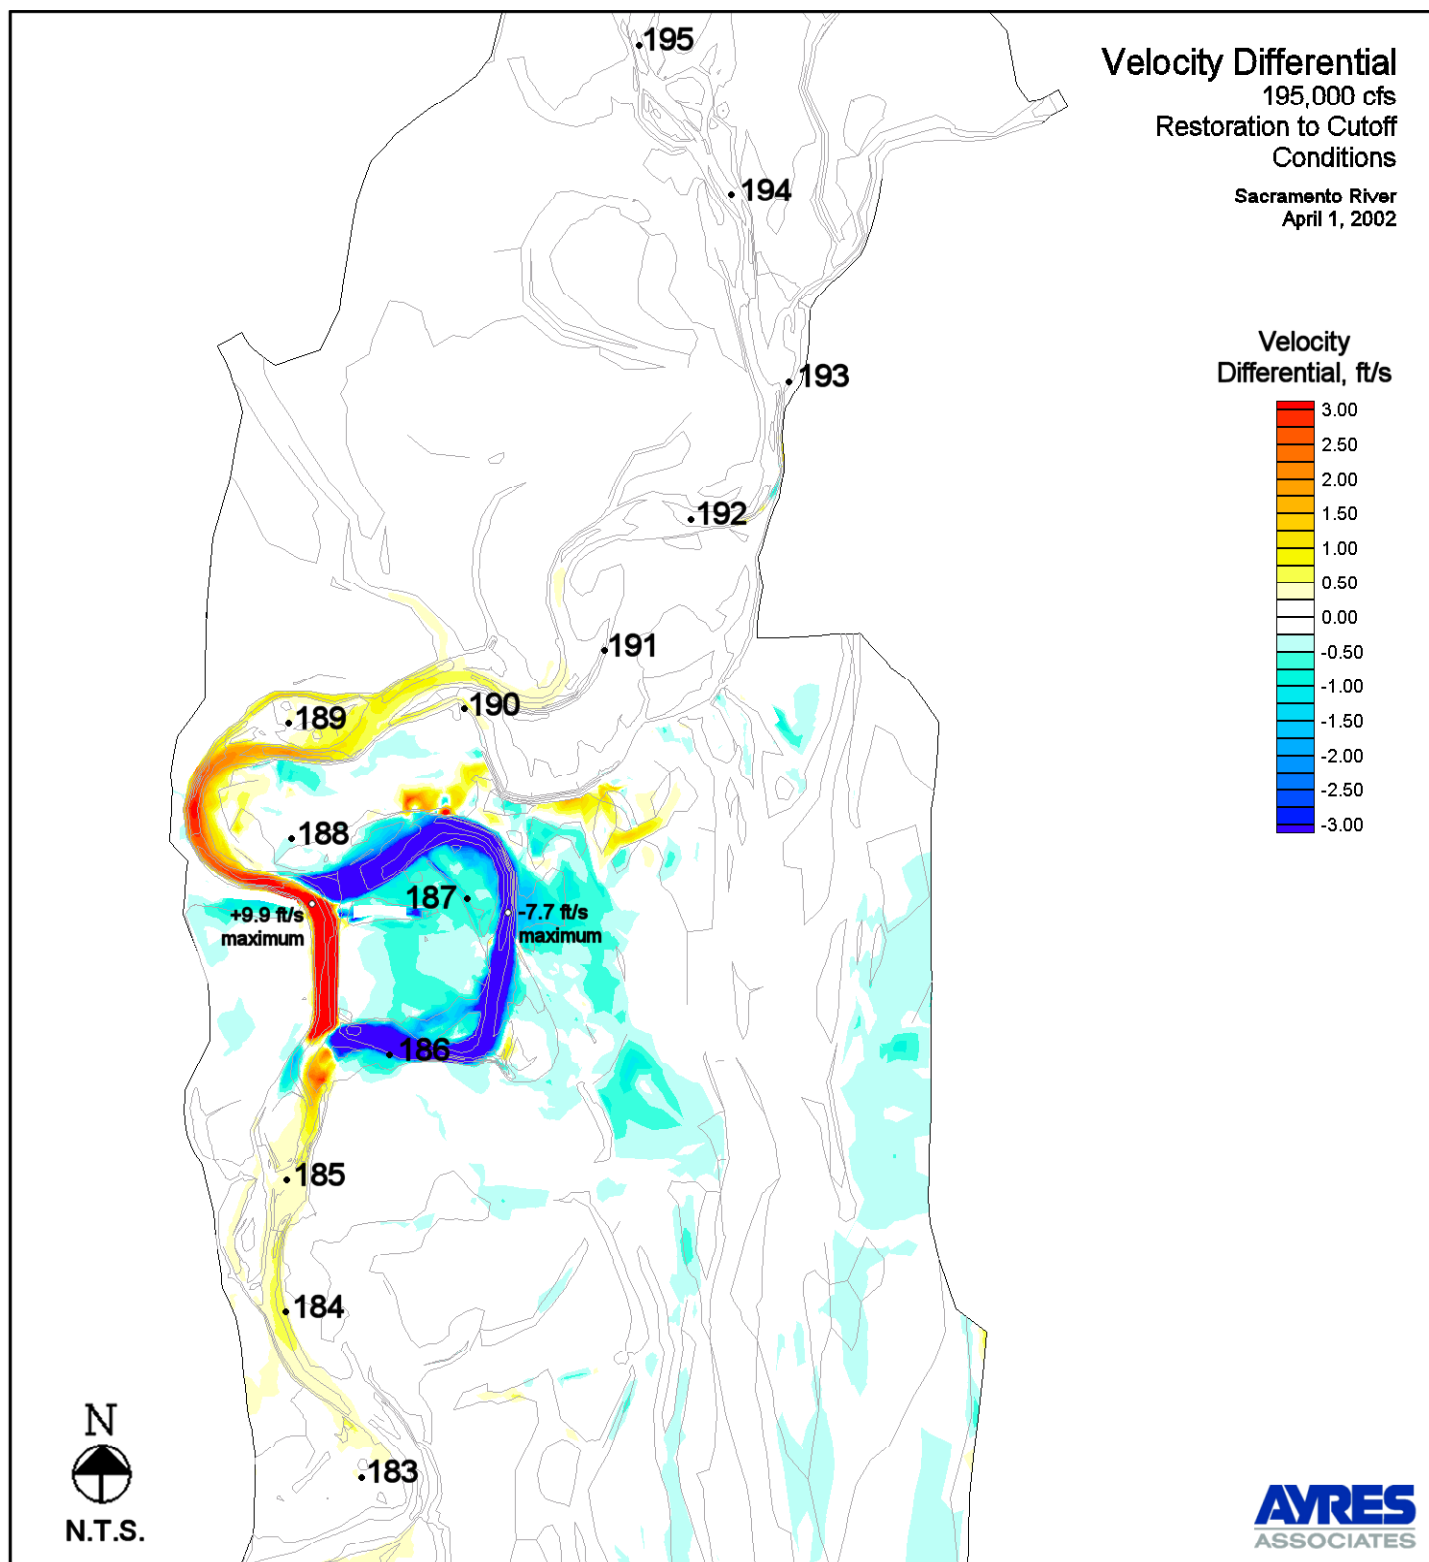 Velocity Differential
195,000 cfs
Restoration to Cutoff
Conditions
Sacramento River
April 1, 2002
Velocity
Differential, ft/s
3.00
2.50
2.00
1.50
1.00
0.50
0.00
-0.50
-1.00
-1.50
-2.00
-2.50
-3.00
195
194
193
192
191
190
189
188
187
+9.9 ft/s
maximum
-7.7 ft/s
maximum
186
185
184
183
N
N.T.S.
AYRES
ASSOCIATES